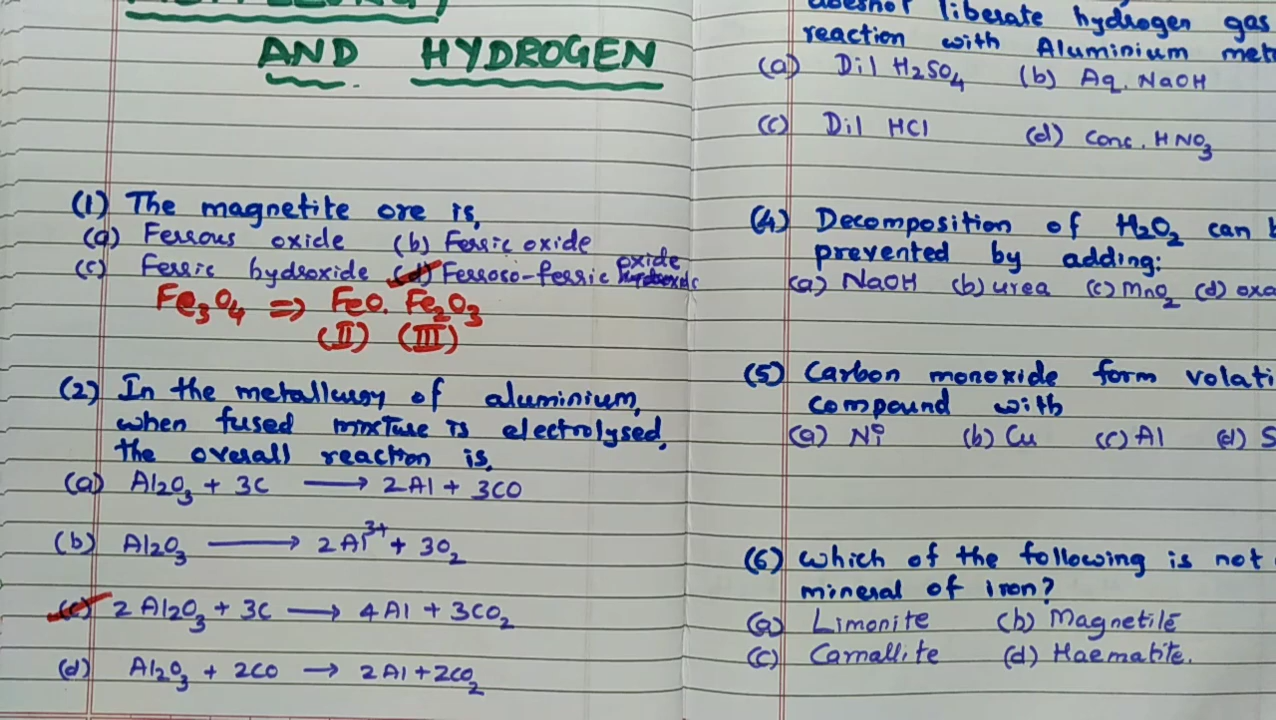 AND HYDROGEN
(1) The magnetite ore is,
(a) Ferrous oxide (b) Ferric oxide
(c) Ferric hydroxide (d) Ferroso-ferric oxide
Fe₃O₄ ⇒ FeO. Fe₂O₃
(II) (III)
(2) In the metallurgy of aluminium,
when fused mixture is electrolysed,
the overall reaction is,
(a) Al₂O₃ + 3C ⟶ 2Al + 3CO
(b) Al₂O₃ ⟶ 2Al³⁺ + 3O₂
(c) 2Al₂O₃ + 3C ⟶ 4Al + 3CO₂
(d) Al₂O₃ + 2CO → 2Al+2CO₂
doesnot liberate hydrogen gas
reaction with Aluminium
(a) Dil H₂SO₄ (b) Aq. NaOH
(c) Dil HCl (d) Conc. HNO₃
(4) Decomposition of H₂O₂ can
prevented by adding:
(a) NaOH (b) urea (c) MnO₂ (d)
(5) Carbon monoxide form
compound with
(a) Ni (b) Cu (c) Al (d) S
(6) Which of the following is not
mineral of iron?
(a) Limonite (b) Magnetite
(c) Carnallite (d) Haematite.